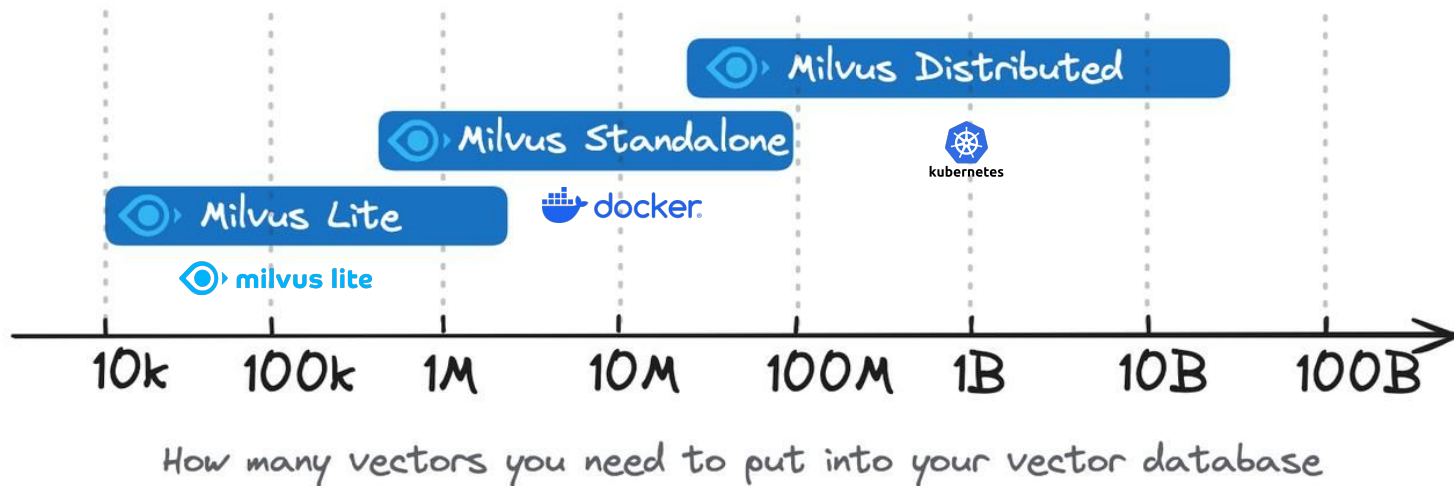 Milvus Distributed
Milvus Standalone
kubernetes
Milvus Lite
docker
milvus lite
10k 100k 1M 10M 100M 1B 10B 100B
How many vectors you need to put into your vector database